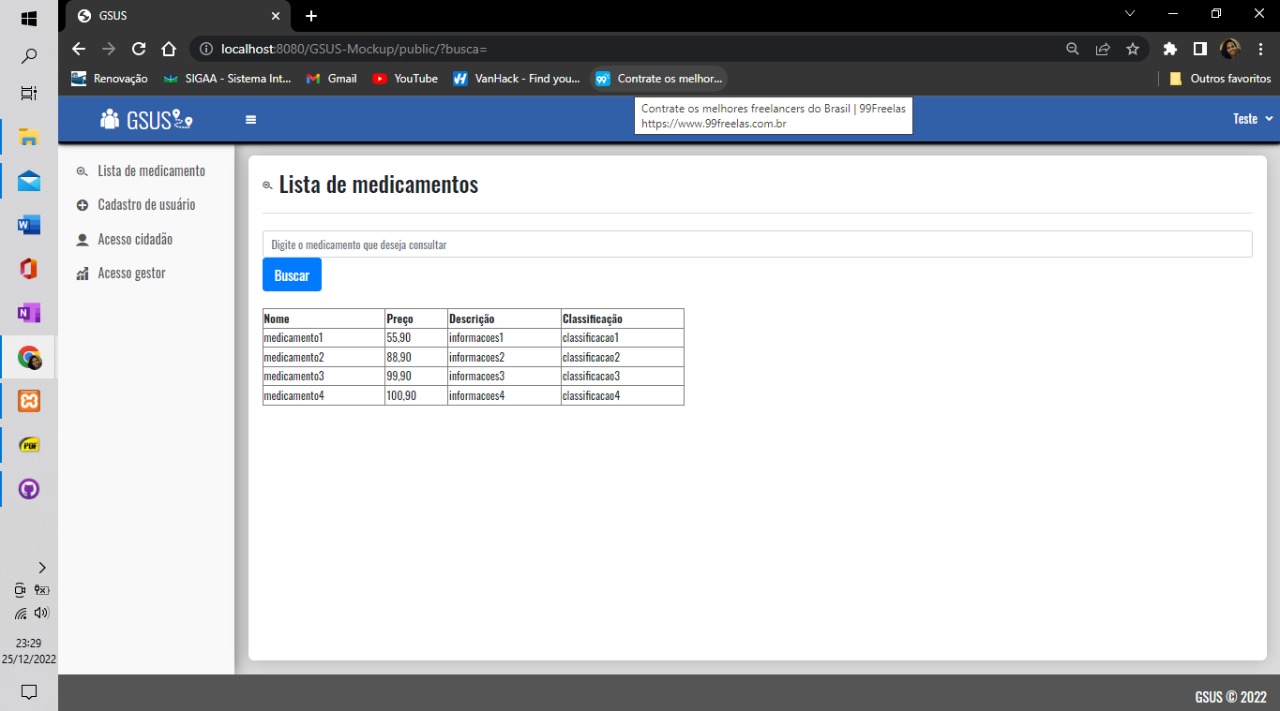 GSUS
localhost:8080/GSUS-Mockup/public/?busca=
Renovação
SIGAA - Sistema Int...
Gmail
YouTube
VanHack - Find you...
Contrate os melhor...
Outros favoritos
GSUS
Contrate os melhores freelancers do Brasil | 99Freelas
https://www.99freelas.com.br
Teste
Lista de medicamento
Cadastro de usuário
Acesso cidadão
Acesso gestor
Lista de medicamentos
Digite o medicamento que deseja consultar
Buscar
Nome Preço Descrição Classificação
medicamento1 55,90 informacoes1 classificacao1
medicamento2 88,90 informacoes2 classificacao2
medicamento3 99,90 informacoes3 classificacao3
medicamento4 100,90 informacoes4 classificacao4
23:29
25/12/2022
GSUS © 2022